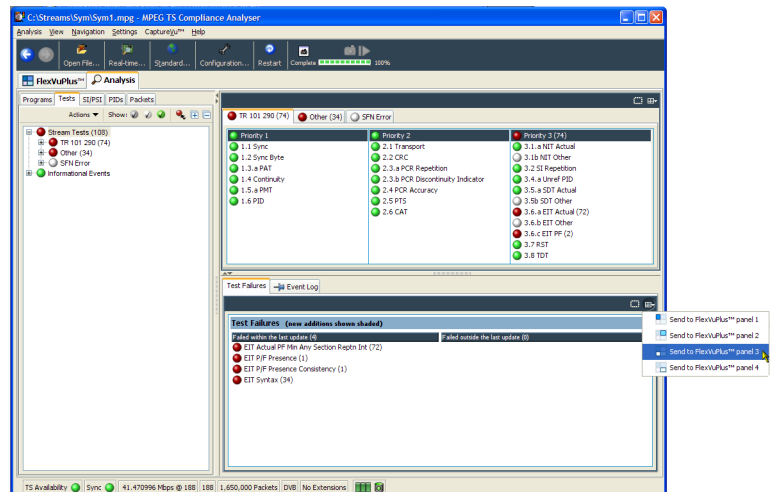 C:\Streams\Sym\Sym1.mpg - MPEG TS Compliance Analyser
Analysis View Navigation Settings CaptureVu™ Help
Open File... Real-time... Standard... Configuration... Restart Complete 100%
FlexVuPlus™ Analysis
Programs Tests SI/PSI PIDs Packets
Actions Show:
Stream Tests (108)
TR 101 290 (74)
Other (34)
SFN Error
Informational Events
TR 101 290 (74) Other (34) SFN Error
Priority 1
1.1 Sync
1.2 Sync Byte
1.3.a PAT
1.4 Continuity
1.5.a PMT
1.6 PID
Priority 2
2.1 Transport
2.2 CRC
2.3.a PCR Repetition
2.3.b PCR Discontinuity Indicator
2.4 PCR Accuracy
2.5 PTS
2.6 CAT
Priority 3 (74)
3.1.a NIT Actual
3.1b NIT Other
3.2 SI Repetition
3.4.a Unref PID
3.5.a SDT Actual
3.5b SDT Other
3.6.a EIT Actual (72)
3.6.b EIT Other
3.6.c EIT PF (2)
3.7 RST
3.8 TDT
Test Failures Event Log
Test Failures (new additions shown shaded)
Failed within the last update (4) Failed outside the last update (0)
EIT Actual PF Min Any Section Reptn Int (72)
EIT P/F Presence (1)
EIT P/F Presence Consistency (1)
EIT Syntax (34)
Send to FlexVuPlus™ panel 1
Send to FlexVuPlus™ panel 2
Send to FlexVuPlus™ panel 3
Send to FlexVuPlus™ panel 4
TS Availability Sync 41.470996 Mbps @ 188 188 1,650,000 Packets DVB No Extensions